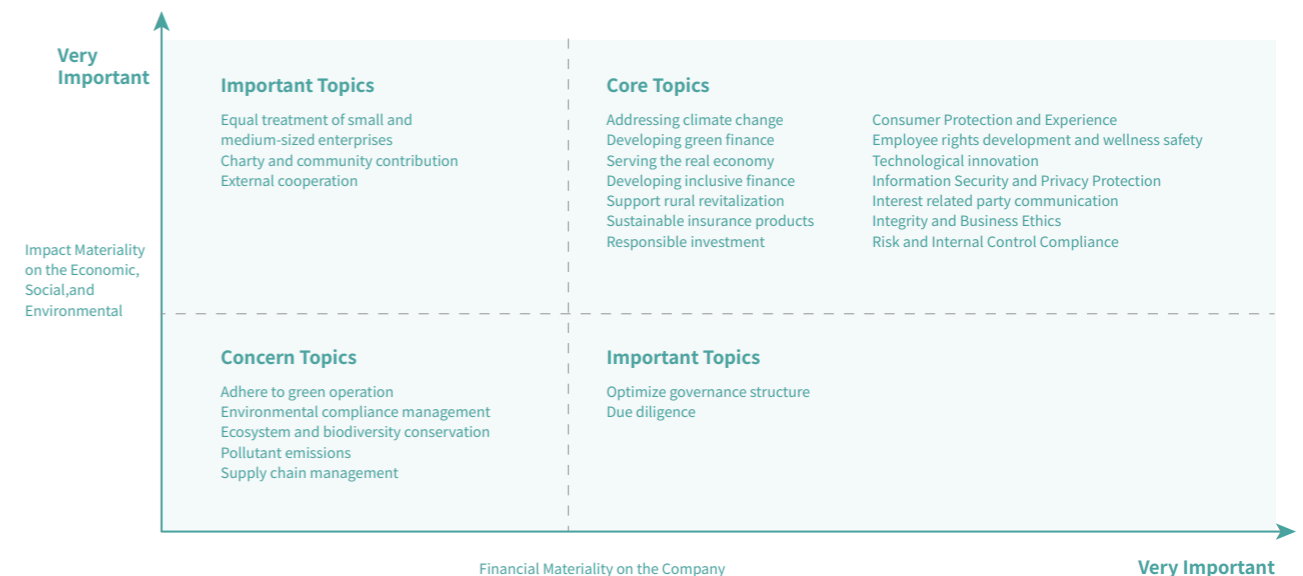 Very
Important
Important Topics
Equal treatment of small and
medium-sized enterprises
Charty and community contribution
External cooperation
Core Topics
Addressing climate change
Developing green finance
Serving the real economy
Developing inclusive finance
Support rural revitalization
Sustainable insurance products
Responsible investment
Consumer Protection and Experience
Employee rights development and wellness safety
Technological innovation
Information Security and Privacy Protection
Interest related party communication
Integrity and Business Ethics
Risk and Internal Control Compliance
Impact Materiality
on the Economic,
Social,and
Environmental
Concern Topics
Adhere to green operation
Environmental compliance management
Ecosystem and biodiversity conservation
Pollutant emissions
Supply chain management
Important Topics
Optimize governance structure
Due diligence
Financial Materiality on the Company
Very Important